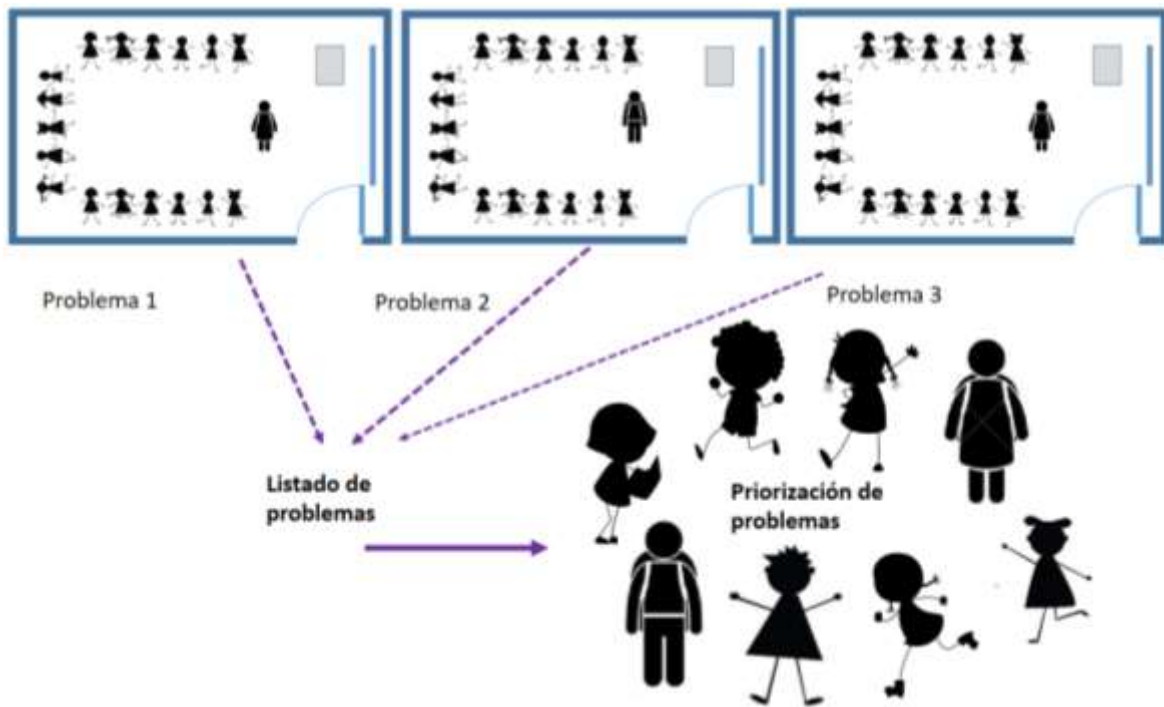 Problema 1
Problema 2
Problema 3
Listado de
problemas
Priorización de
problemas